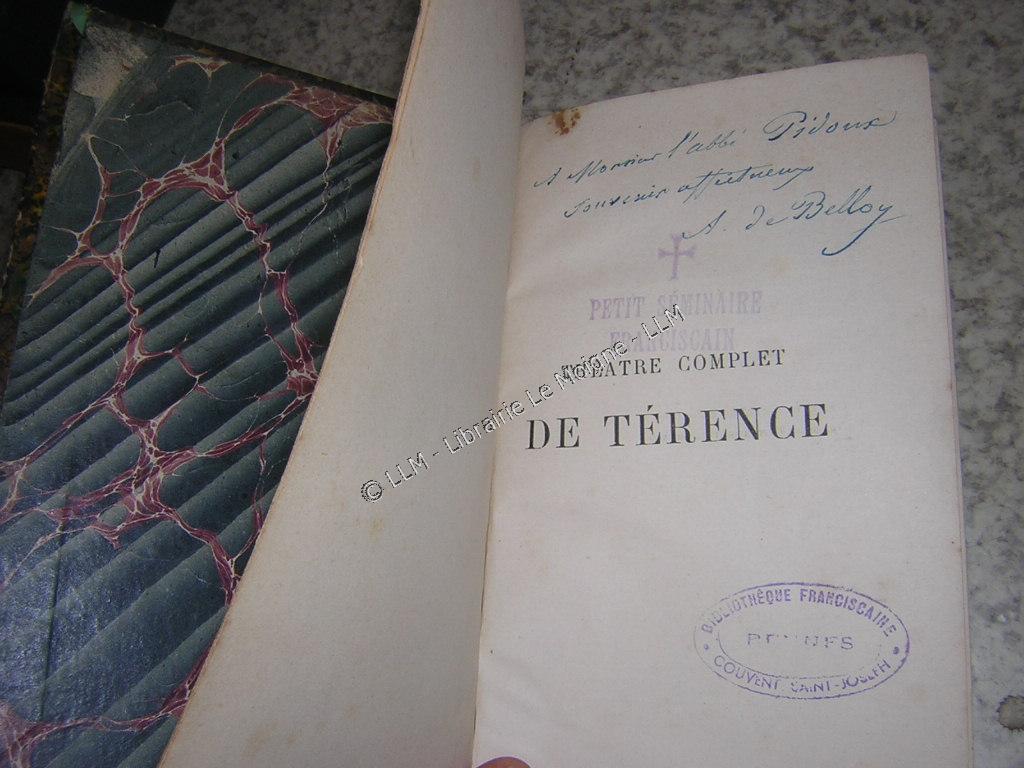 A Monsieur l'abbé Pidoux
souvenir affectueux
A. de Belloy
PETIT SÉMINAIRE
FRANCISCAIN
THÉATRE COMPLET
DE TÉRENCE
© LLM - Librairie Le Moigne - LLM
BIBLIOTHÈQUE FRANCISCAINE
COUVENT SAINT-JOSEPH